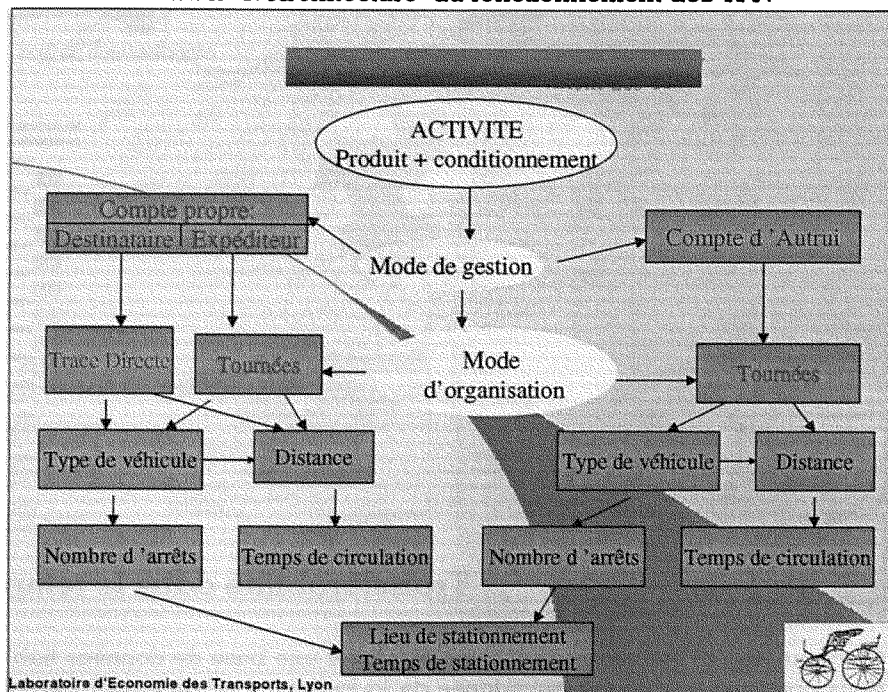 ACTIVITE
Produit + conditionnement
Compte propre:
Destinataire Expéditeur
Compte d 'Autrui
Mode de gestion
Trace Directe
Tournées
Mode
d'organisation
Tournées
Type de véhicule
Distance
Type de véhicule
Distance
Nombre d 'arrêts
Temps de circulation
Nombre d 'arrêts
Temps de circulation
Lieu de stationnement
Temps de stationnement
Laboratoire d'Economie des Transports, Lyon